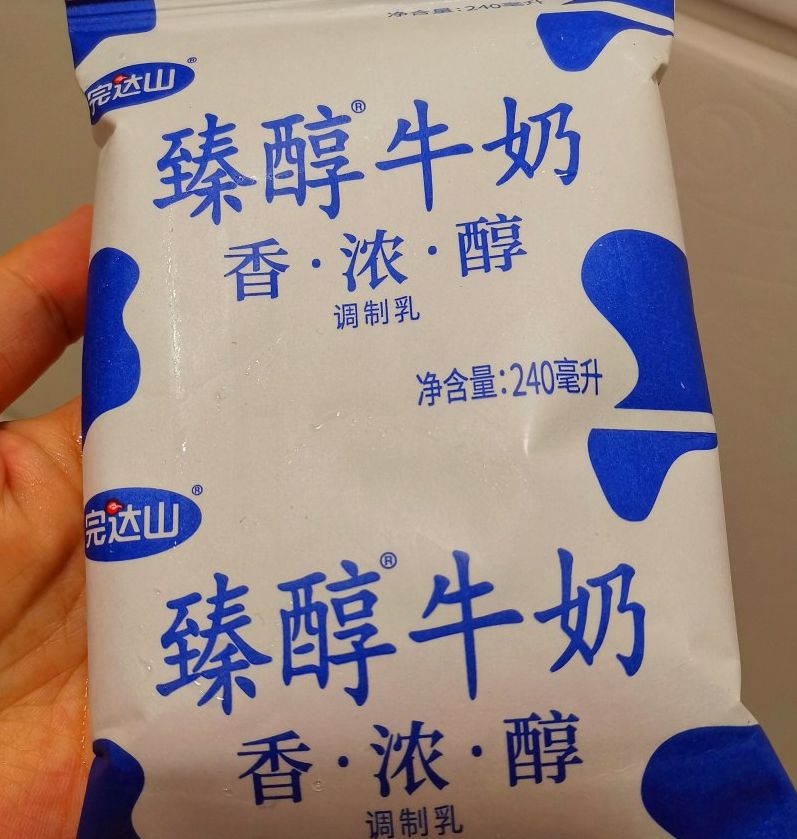 净含量:240毫升
完达山®
臻醇®牛奶
香·浓·醇
调制乳
净含量:240毫升
完达山®
臻醇®牛奶
香·浓·醇
调制乳